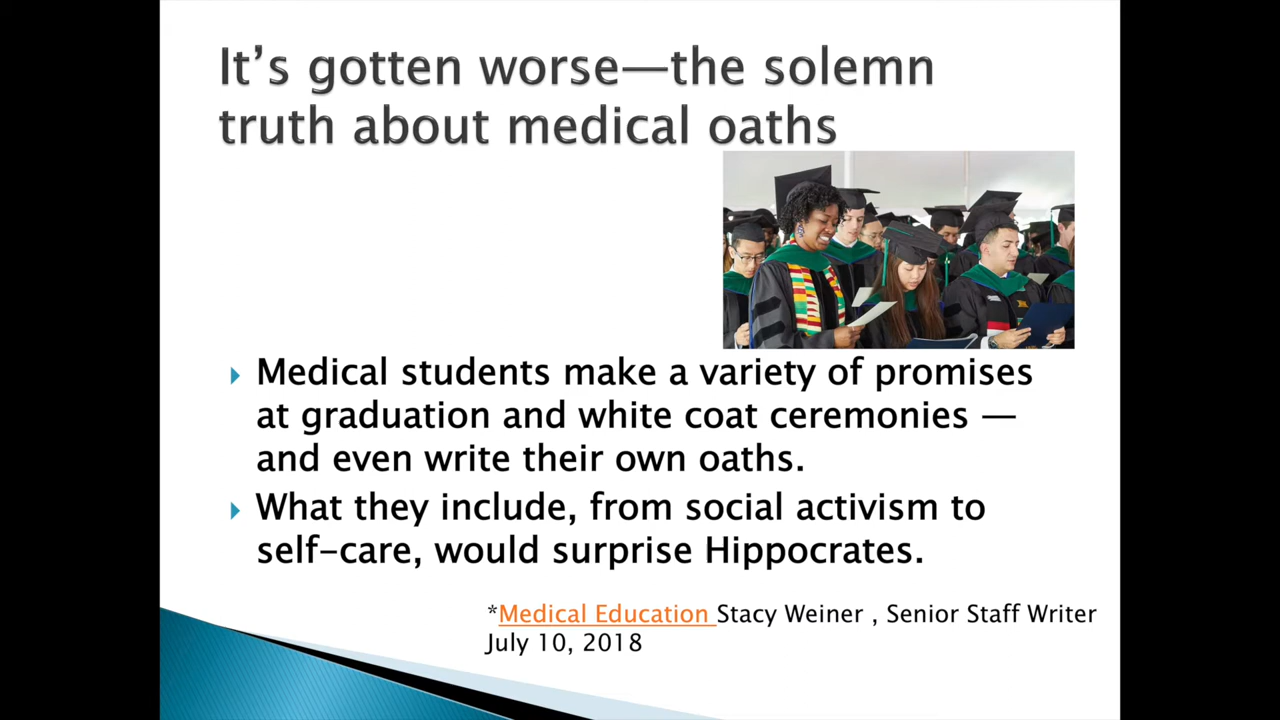 It’s gotten worse—the solemn
truth about medical oaths
Medical students make a variety of promises
at graduation and white coat ceremonies —
and even write their own oaths.
What they include, from social activism to
self-care, would surprise Hippocrates.
*Medical Education Stacy Weiner , Senior Staff Writer
July 10, 2018